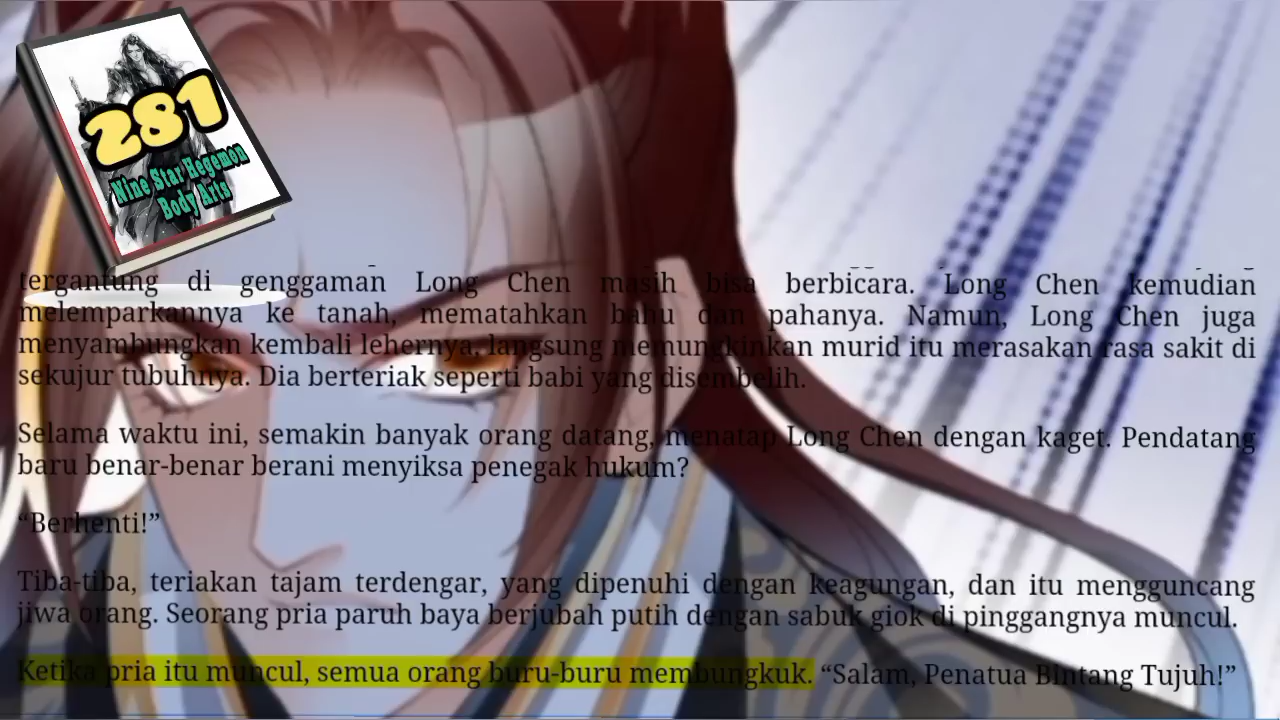 281
Nine Star Hegemon
Body Arts
tergantung di genggaman Long Chen masih bisa berbicara. Long Chen kemudian
melemparkannya ke tanah, mematahkan bahu dan pahanya. Namun, Long Chen juga
menyambungkan kembali lehernya, langsung memungkinkan murid itu merasakan rasa sakit di
sekujur tubuhnya. Dia berteriak seperti babi yang disembelih.
Selama waktu ini, semakin banyak orang datang, menatap Long Chen dengan kaget. Pendatang
baru benar-benar berani menyiksa penegak hukum?
“Berhenti!”
Tiba-tiba, teriakan tajam terdengar, yang dipenuhi dengan keagungan, dan itu mengguncang
jiwa orang. Seorang pria paruh baya berjubah putih dengan sabuk giok di pinggangnya muncul.
Ketika pria itu muncul, semua orang buru-buru membungkuk. “Salam, Penatua Bintang Tujuh!”